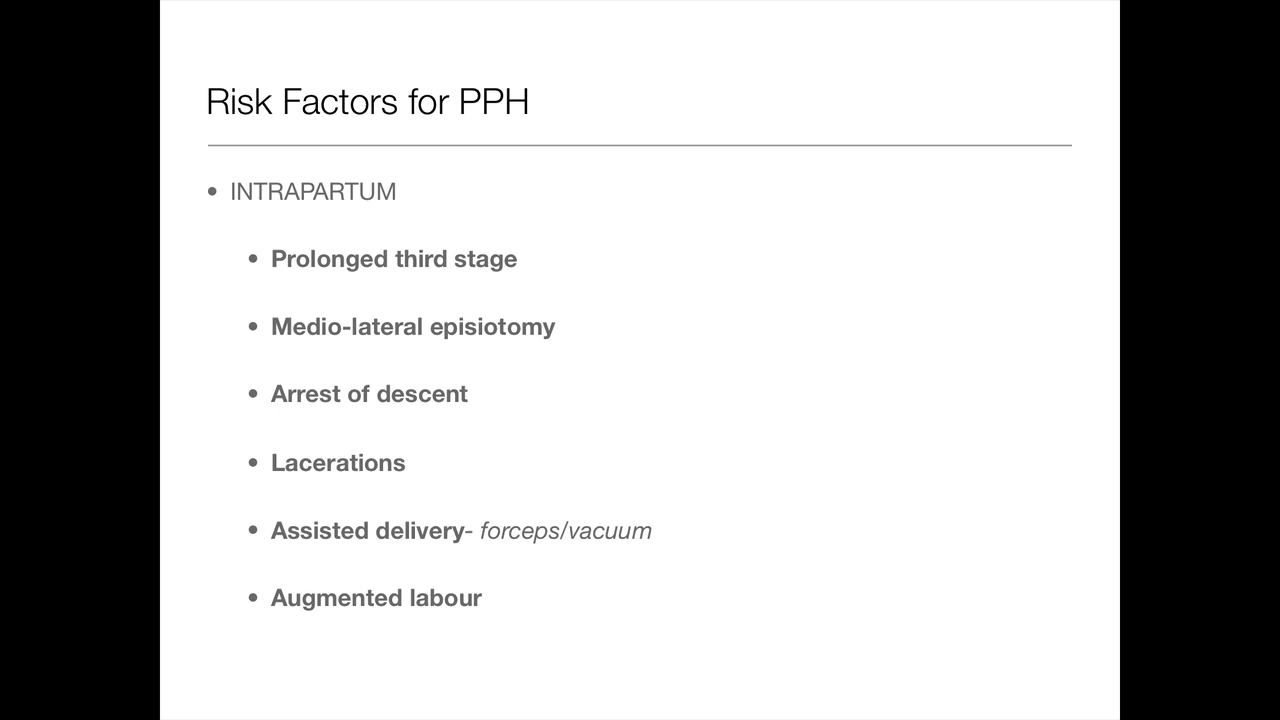 Risk Factors for PPH
• INTRAPARTUM
• Prolonged third stage
• Medio-lateral episiotomy
• Arrest of descent
• Lacerations
• Assisted delivery- forceps/vacuum
• Augmented labour